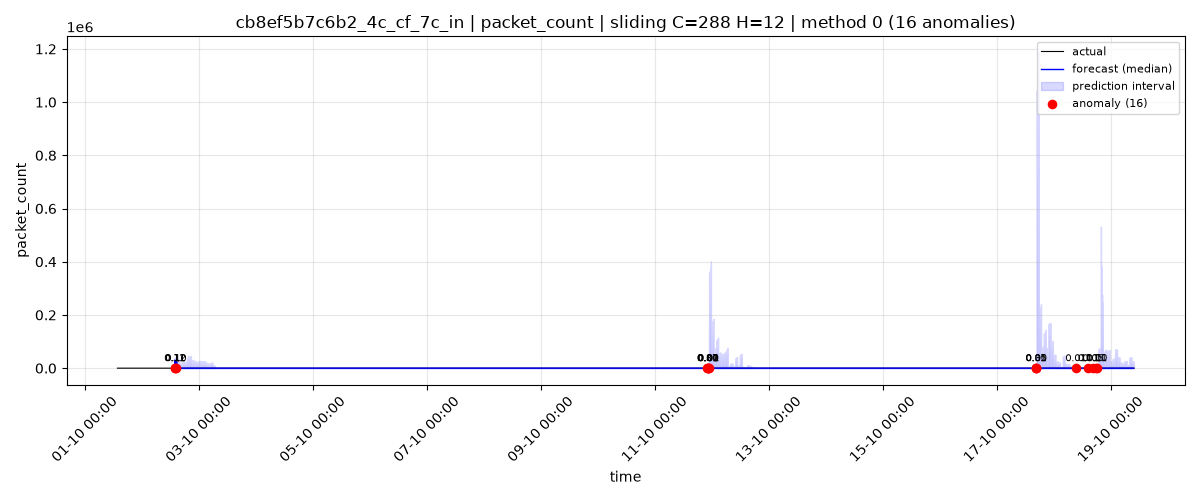 cb8ef5b7c6b2_4c_cf_7c_in | packet_count | sliding C=288 H=12 | method 0 (16 anomalies)
1e6
1.2
1.0
0.8
0.6
0.4
0.2
0.0
packet_count
actual
forecast (median)
prediction interval
anomaly (16)
01-10 00:00
03-10 00:00
05-10 00:00
07-10 00:00
09-10 00:00
11-10 00:00
13-10 00:00
15-10 00:00
17-10 00:00
19-10 00:00
time